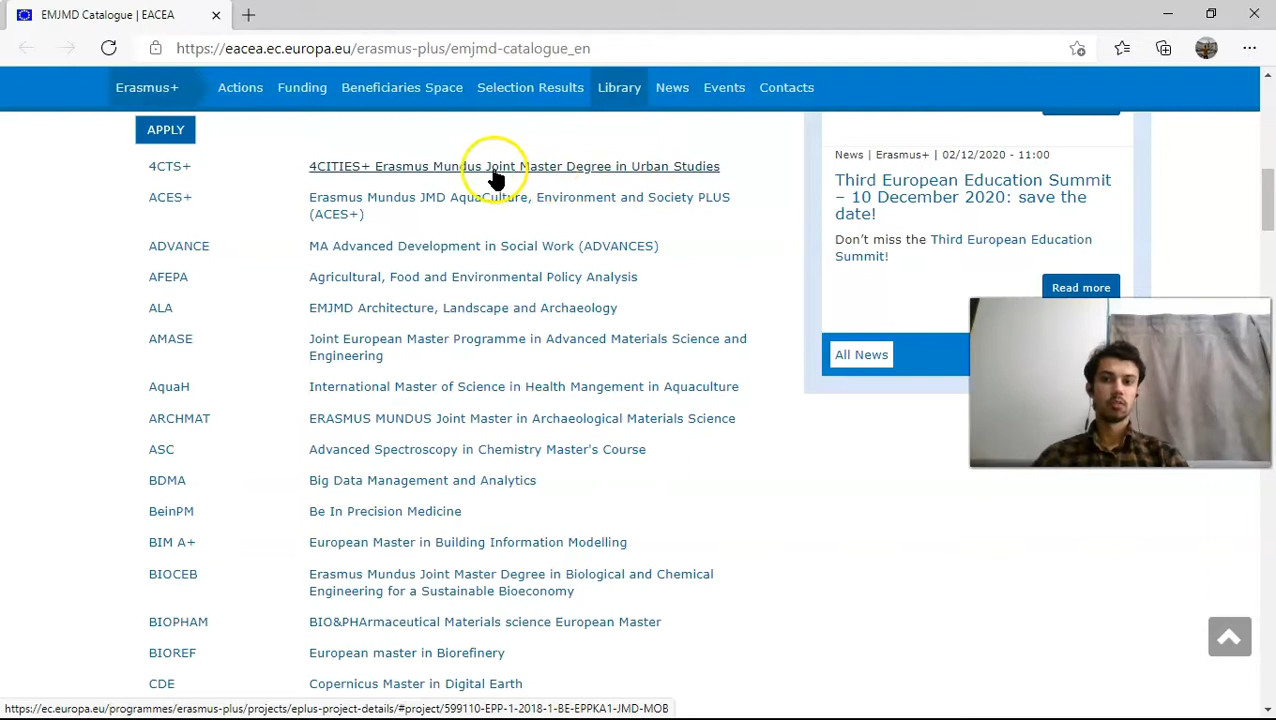 EMJMD Catalogue | EACEA
https://eacea.ec.europa.eu/erasmus-plus/emjmd-catalogue_en
Erasmus+ Actions Funding Beneficiaries Space Selection Results Library News Events Contacts
APPLY
4CTS+ 4CITIES+ Erasmus Mundus Joint Master Degree in Urban Studies
ACES+ Erasmus Mundus JMD AquaCulture, Environment and Society PLUS
(ACES+)
ADVANCE MA Advanced Development in Social Work (ADVANCES)
AFEPA Agricultural, Food and Environmental Policy Analysis
ALA EMJMD Architecture, Landscape and Archaeology
AMASE Joint European Master Programme in Advanced Materials Science and
Engineering
AquaH International Master of Science in Health Mangement in Aquaculture
ARCHMAT ERASMUS MUNDUS Joint Master in Archaeological Materials Science
ASC Advanced Spectroscopy in Chemistry Master's Course
BDMA Big Data Management and Analytics
BeinPM Be In Precision Medicine
BIM A+ European Master in Building Information Modelling
BIOCEB Erasmus Mundus Joint Master Degree in Biological and Chemical
Engineering for a Sustainable Bioeconomy
BIOPHAM BIO&PHArmaceutical Materials science European Master
BIOREF European master in Biorefinery
CDE Copernicus Master in Digital Earth
News | Erasmus+ | 02/12/2020 - 11:00
Third European Education Summit
– 10 December 2020: save the
date!
Don't miss the Third European Education
Summit!
Read more
All News
https://ec.europa.eu/programmes/erasmus-plus/projects/eplus-project-details/#project/599110-EPP-1-2018-1-BE-EPPKA1-JMD-MOB